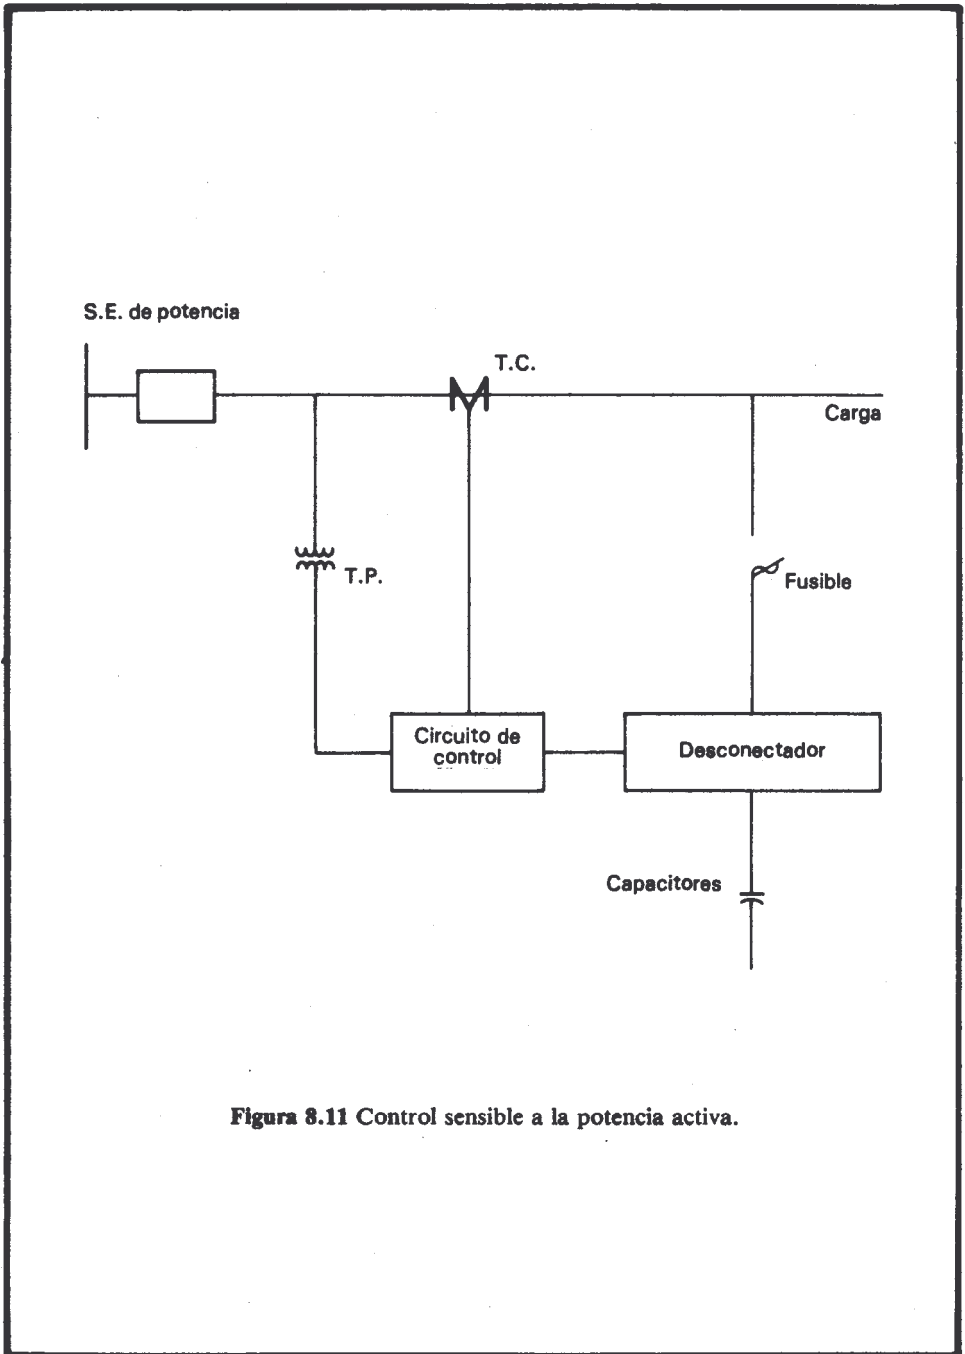 S.E. de potencia
T.C.
Carga
T.P.
Fusible
Circuito de
control
Desconectador
Capacitores
Figura 8.11 Control sensible a la potencia activa.